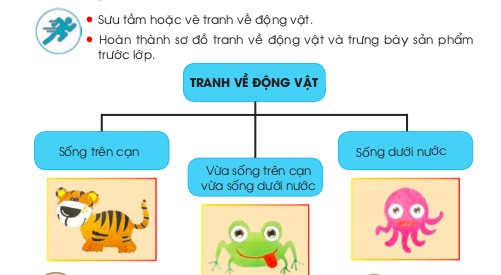 Sưu tầm hoặc vẽ tranh về động vật.
Hoàn thành sơ đồ tranh về động vật và trưng bày sản phẩm
trước lớp.
TRANH VỀ ĐỘNG VẬT
Sống trên cạn
Vừa sống trên cạn
vừa sống dưới nước
Sống dưới nước